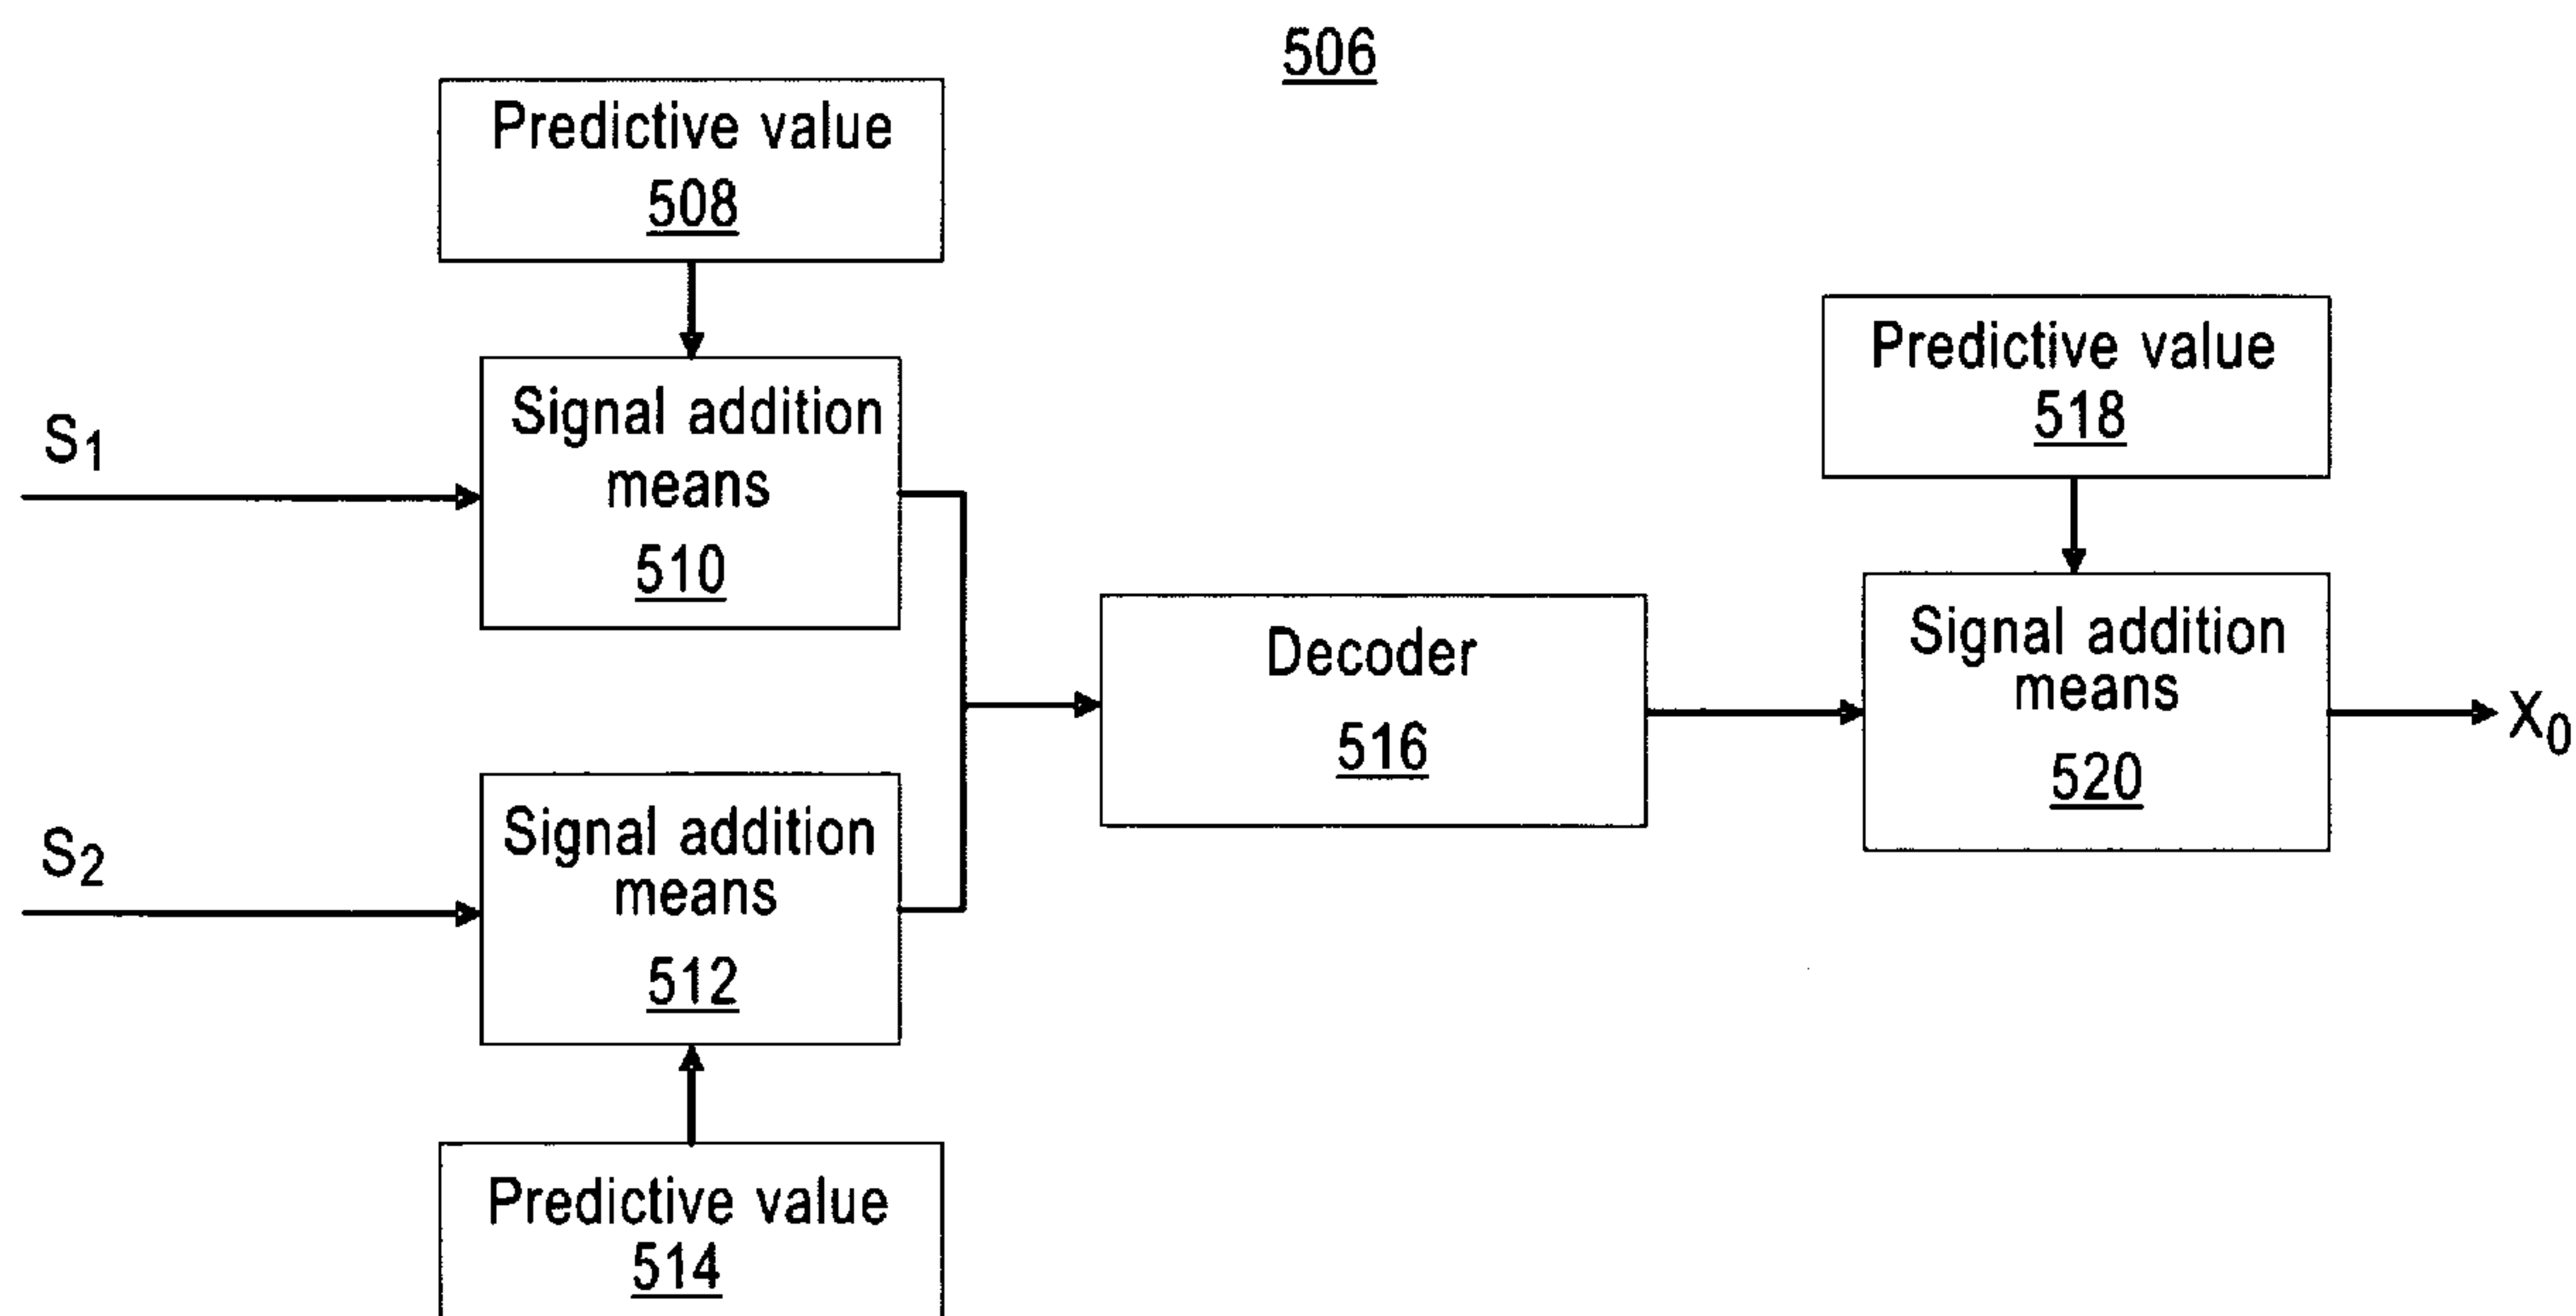 506
Predictive value
508
Predictive value
518
S1
Signal addition
means
510
Decoder
516
Signal addition
means
520
X0
S2
Signal addition
means
512
Predictive value
514